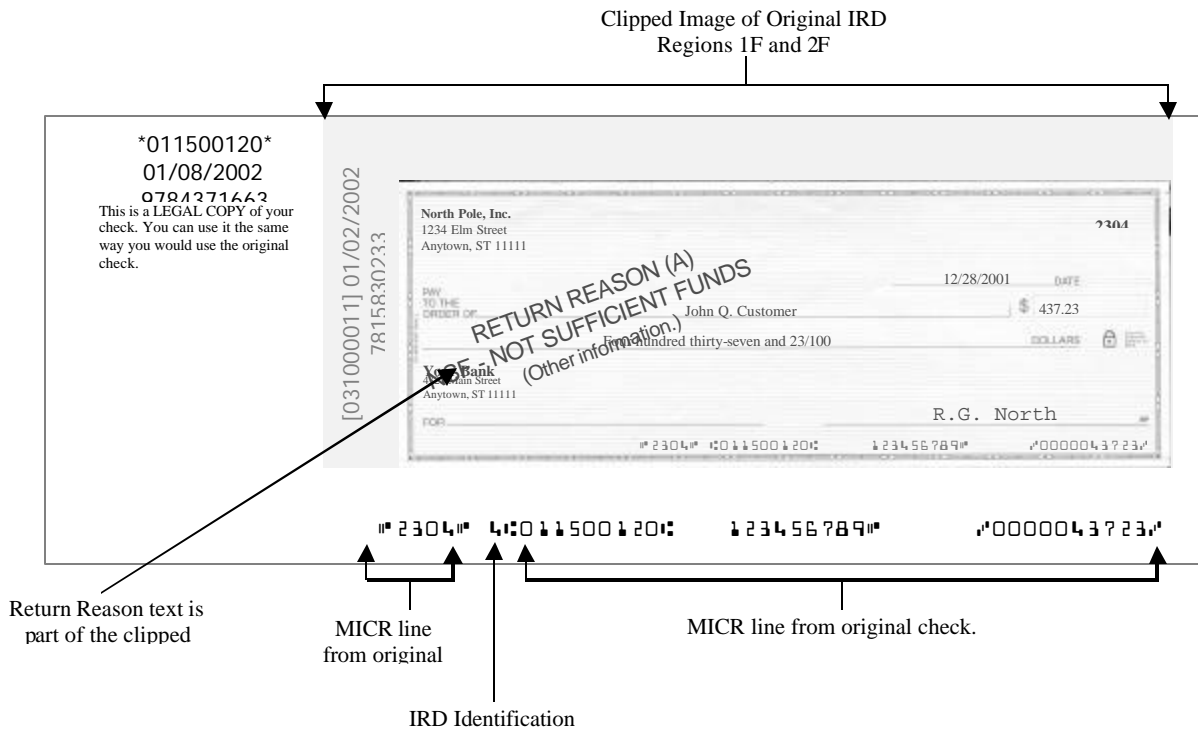 Clipped Image of Original IRD
Regions 1F and 2F
*011500120*
01/08/2002
9784371663
This is a LEGAL COPY of your
check. You can use it the same
way you would use the original
check.
[031000011] 01/02/2002
7815830233
North Pole, Inc.
1234 Elm Street
Anytown, ST 11111
2304
12/28/2001 DATE
PAY
TO THE
ORDER OF John Q. Customer $ 437.23
Four hundred thirty-seven and 23/100 DOLLARS
RETURN REASON (A)
NSF - NOT SUFFICIENT FUNDS
(Other information.)
Your Bank
Main Street
Anytown, ST 11111
FOR R.G. North
⑈2304⑈ ⑆011500120⑆ 123456789⑈ ⑇0000043723⑇
⑈2304⑈ 4⑆011500120⑆ 123456789⑈ ⑇0000043723⑇
Return Reason text is
part of the clipped
MICR line
from original
MICR line from original check.
IRD Identification